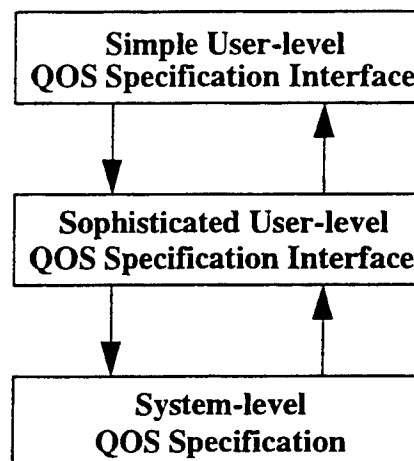 Simple User-level
QOS Specification Interface
Sophisticated User-level
QOS Specification Interface
System-level
QOS Specification